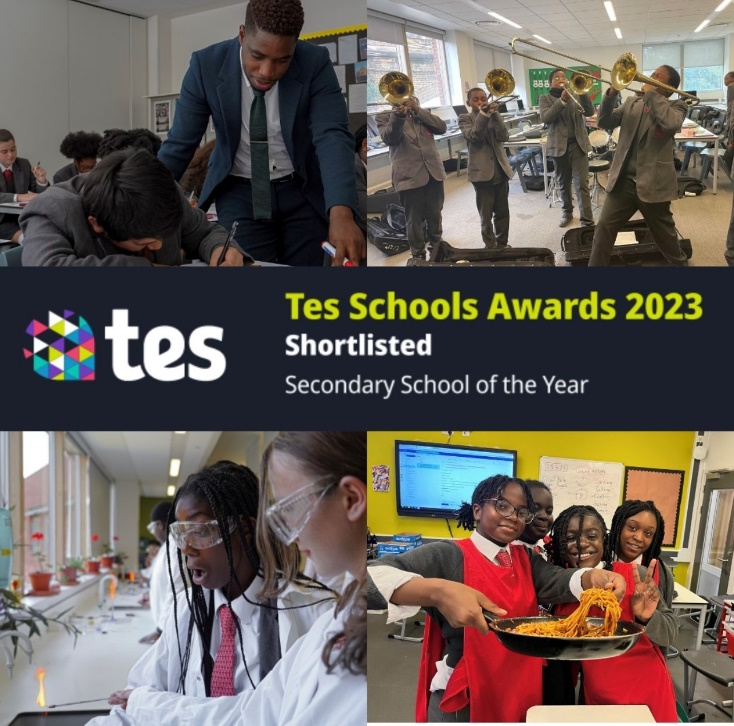 tes
Tes Schools Awards 2023
Shortlisted
Secondary School of the Year